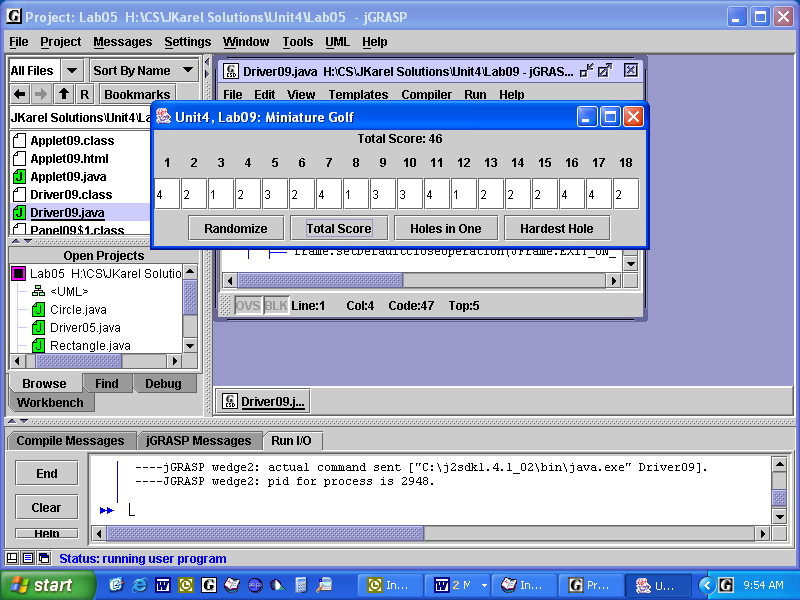 Project: Lab05 H:\CS\JKarel Solutions\Unit4\Lab05 - jGRASP
File Project Messages Settings Window Tools UML Help
All Files Sort By Name
R Bookmarks
JKarel Solutions\Unit4\La
Applet09.class
Applet09.html
Applet09.java
Driver09.class
Driver09.java
Panel09$1.class
Open Projects
Lab05 H:\CS\JKarel Solutio
<UML>
Circle.java
Driver05.java
Rectangle.java
Browse Find Debug
Workbench
Driver09.java H:\CS\JKarel Solutions\Unit4\Lab09 - jGRAS...
File Edit View Templates Compiler Run Help
Unit4, Lab09: Miniature Golf
Total Score: 46
1 2 3 4 5 6 7 8 9 10 11 12 13 14 15 16 17 18
4 2 1 2 3 2 4 1 3 3 4 1 2 2 2 4 4 2
Randomize Total Score Holes in One Hardest Hole
frame.setDefaultCloseOperation(JFrame.EXIT_ON_
OVS BLK Line:1 Col:4 Code:47 Top:5
Driver09.j...
Compile Messages jGRASP Messages Run I/O
End
Clear
Help
----jGRASP wedge2: actual command sent ["C:\j2sdk1.4.1_02\bin\java.exe" Driver09].
----JGRASP wedge2: pid for process is 2948.
Status: running user program
start In... 2 M In... Pr... U... 9:54 AM